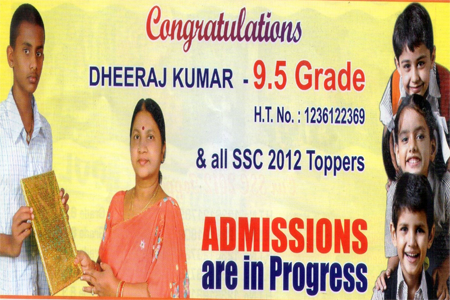 Congratulations
DHEERAJ KUMAR - 9.5 Grade
H.T. No. : 1236122369
& all SSC 2012 Toppers
ADMISSIONS
are in Progress